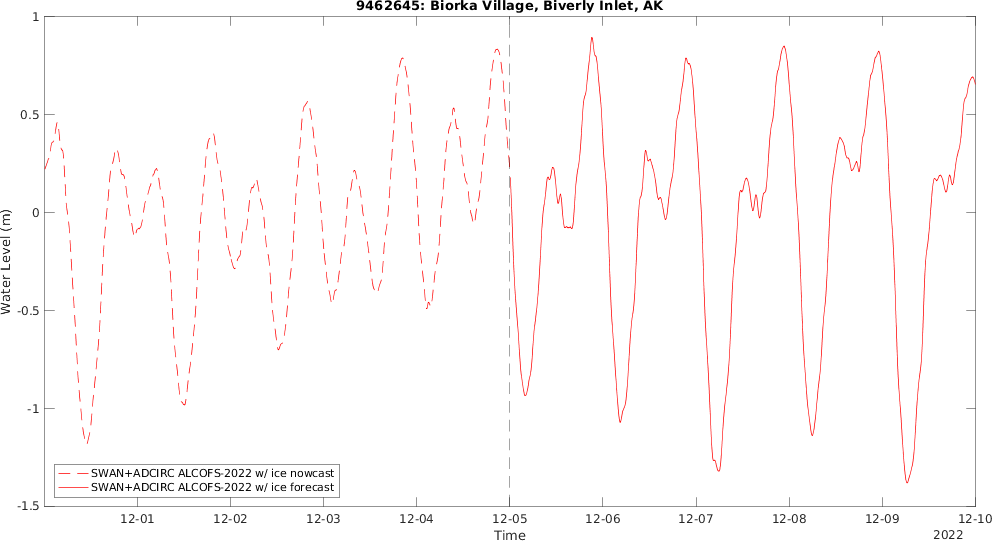 9462645: Biorka Village, Biverly Inlet, AK
Water Level (m)
1
0.5
0
-0.5
-1
-1.5
SWAN+ADCIRC ALCOFS-2022 w/ ice nowcast
SWAN+ADCIRC ALCOFS-2022 w/ ice forecast
12-01 12-02 12-03 12-04 12-05 12-06 12-07 12-08 12-09 12-10
Time
2022